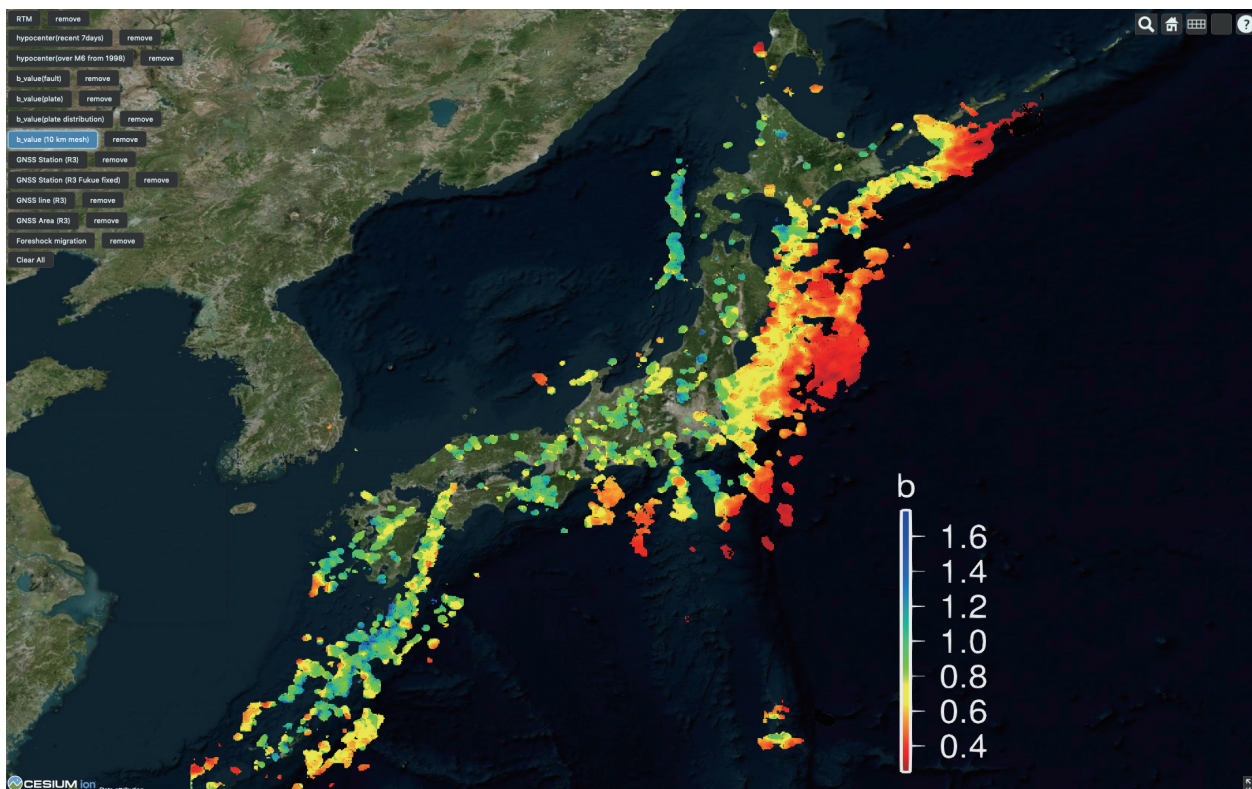 RTM remove
hypocenter(recent 7days) remove
hypocenter(over M6 from 1998) remove
b_value(fault) remove
b_value(plate) remove
b_value(plate distribution) remove
b_value (10 km mesh) remove
GNSS Station (R3) remove
GNSS Station (R3 Fukue fixed) remove
GNSS line (R3) remove
GNSS Area (R3) remove
Foreshock migration remove
Clear All
?
b
1.6
1.4
1.2
1.0
0.8
0.6
0.4
CESIUM ion Data attribution